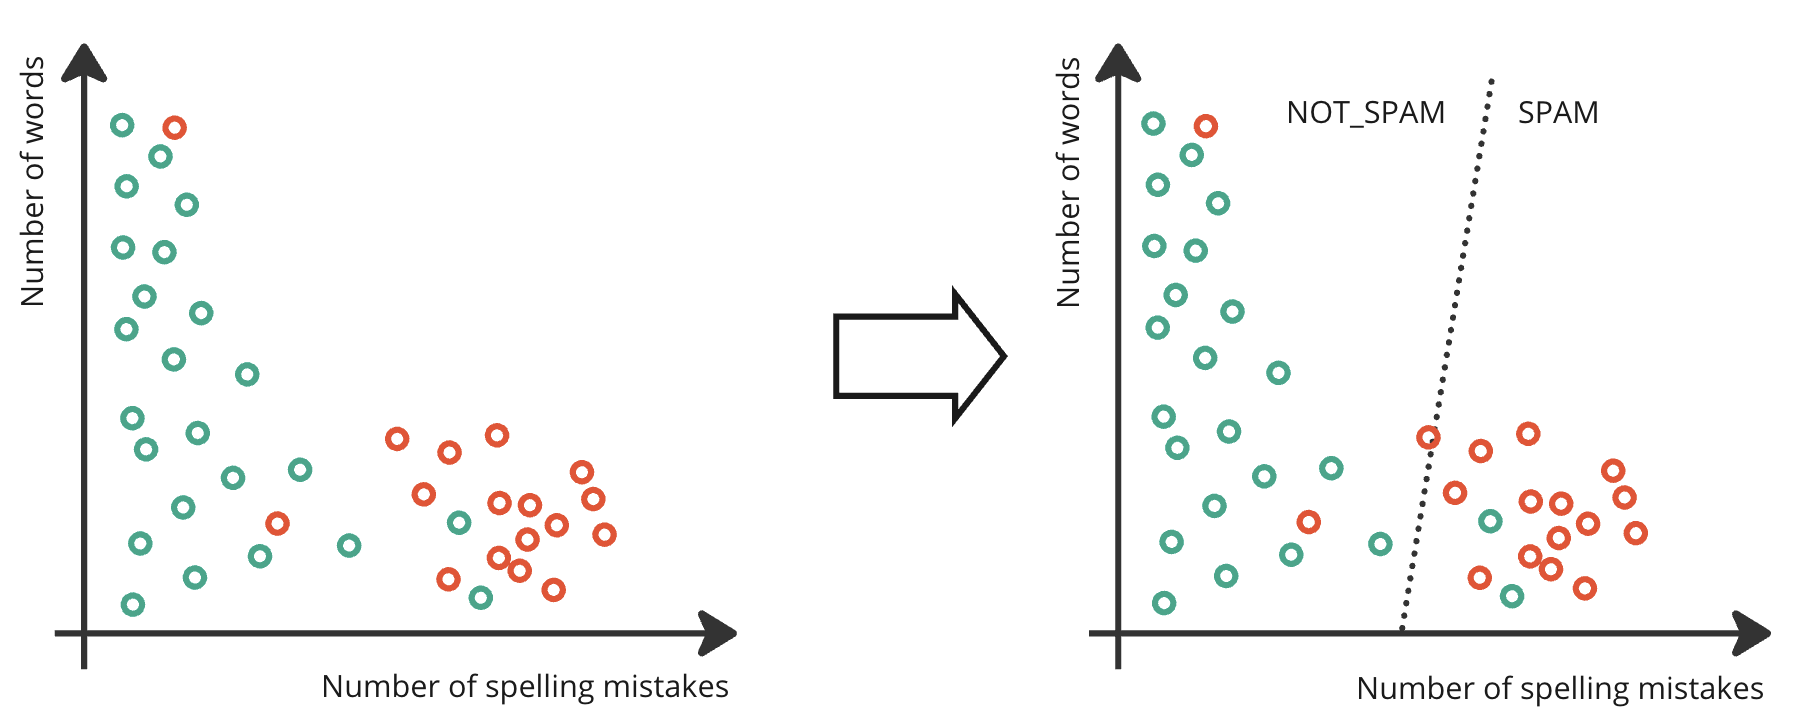 Number of words
Number of spelling mistakes
Number of words
NOT_SPAM
SPAM
Number of spelling mistakes